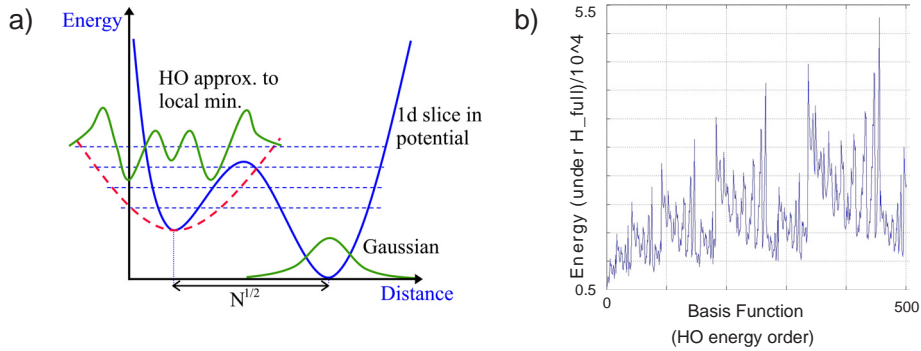 a)
Energy
HO approx. to
local min.
1d slice in
potential
Gaussian
N^1/2
Distance
b)
5.5
Energy (under H_full)/10^4
0.5
0
500
Basis Function
(HO energy order)